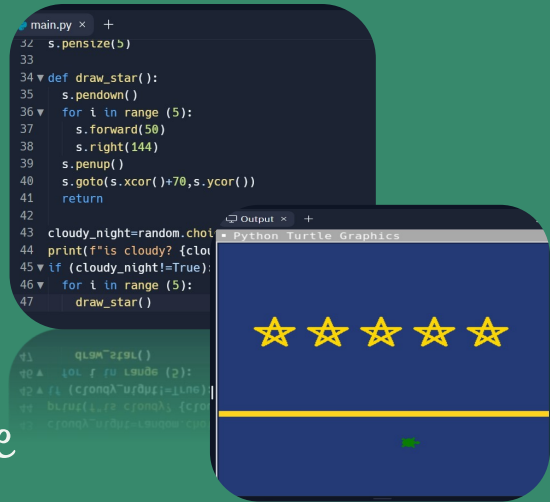 main.py × +
32 s.pensize(5)
33
34 def draw_star():
35 s.pendown()
36 for i in range (5):
37 s.forward(50)
38 s.right(144)
39 s.penup()
40 s.goto(s.xcor()+70,s.ycor())
41 return
42
43 cloudy_night=random.choi
44 print(f"is cloudy? {clou
45 if (cloudy_night!=True):
46 for i in range (5):
47 draw_star()
Output × +
Python Turtle Graphics